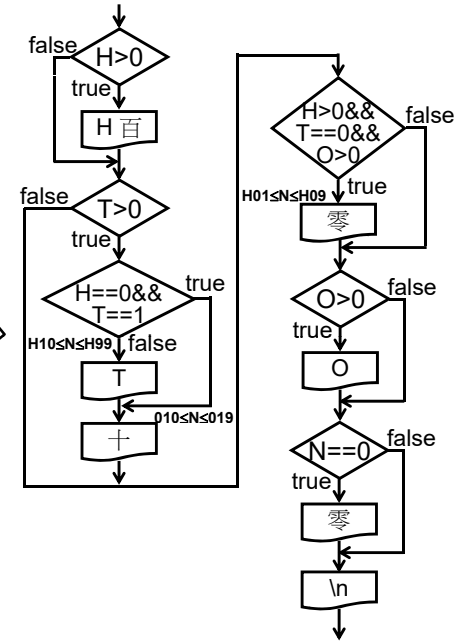 false
H>0
true
H 百
false
T>0
true
true
H==0&&
T==1
H10≤N≤H99
false
T
010≤N≤019
十
H>0&&
T==0&&
O>0
false
true
H01≤N≤H09
零
O>0
false
true
O
N==0
false
true
零
\n